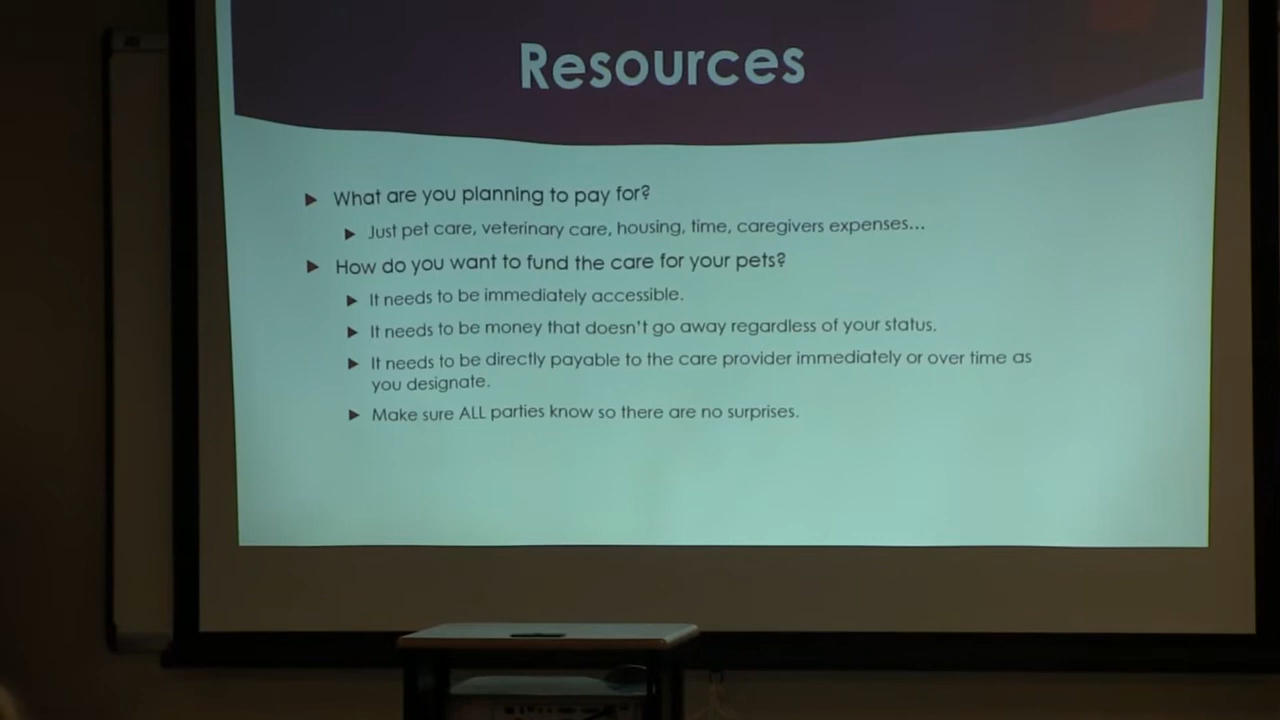 Resources
What are you planning to pay for?
Just pet care, veterinary care, housing, time, caregivers expenses...
How do you want to fund the care for your pets?
It needs to be immediately accessible.
It needs to be money that doesn't go away regardless of your status.
It needs to be directly payable to the care provider immediately or over time as
you designate.
Make sure ALL parties know so there are no surprises.